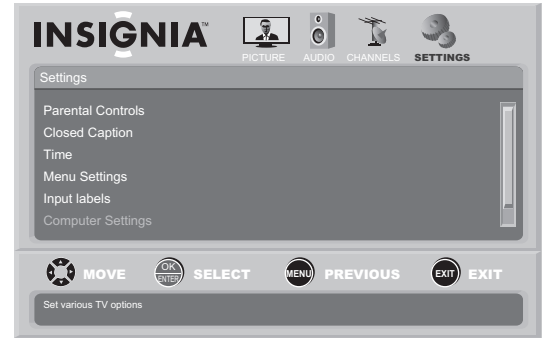 INSIGNIA™
PICTURE AUDIO CHANNELS SETTINGS
Settings
Parental Controls
Closed Caption
Time
Menu Settings
Input labels
Computer Settings
MOVE OK ENTER SELECT MENU PREVIOUS EXIT EXIT
Set various TV options